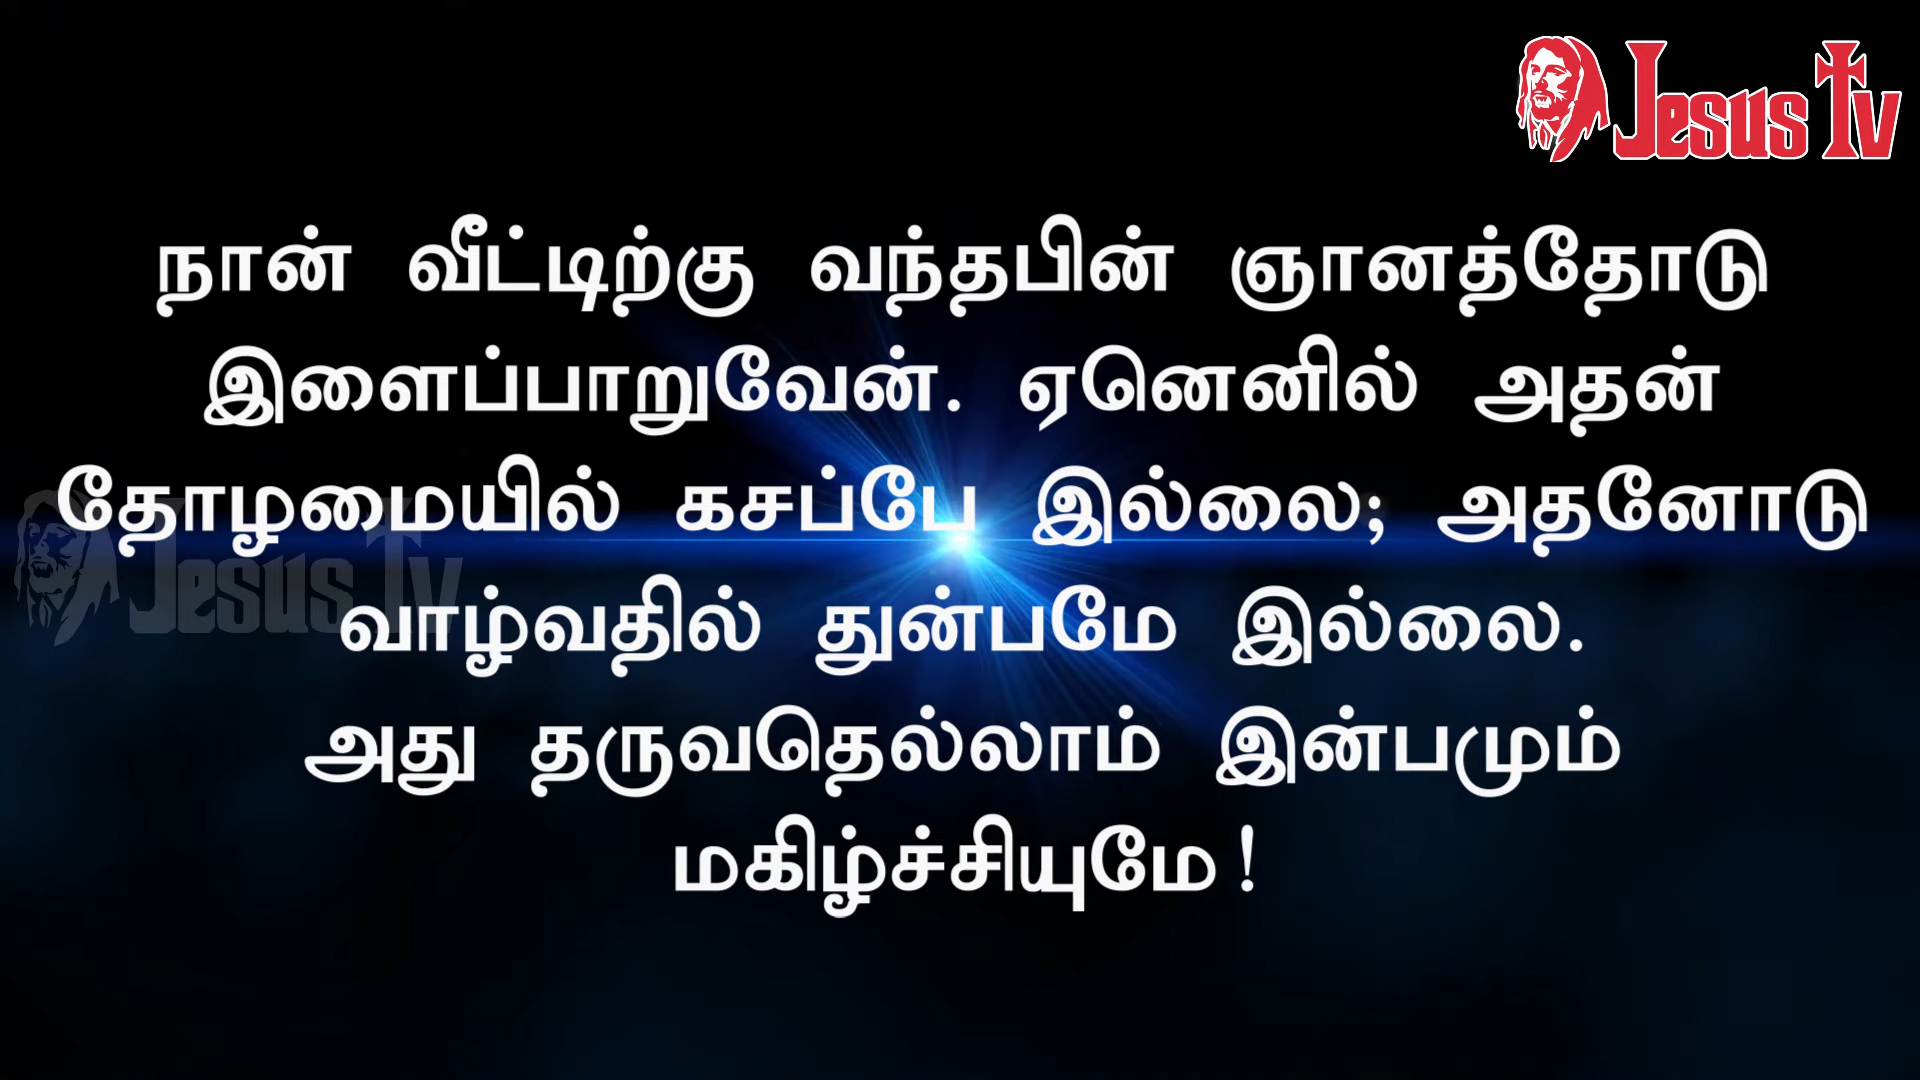 Jesus Tv
நான் வீட்டிற்கு வந்தபின் ஞானத்தோடு
இளைப்பாறுவேன். ஏனெனில் அதன்
தோழமையில் கசப்பே இல்லை; அதனோடு
வாழ்வதில் துன்பமே இல்லை.
அது தருவதெல்லாம் இன்பமும்
மகிழ்ச்சியுமே!
Jesus Tv